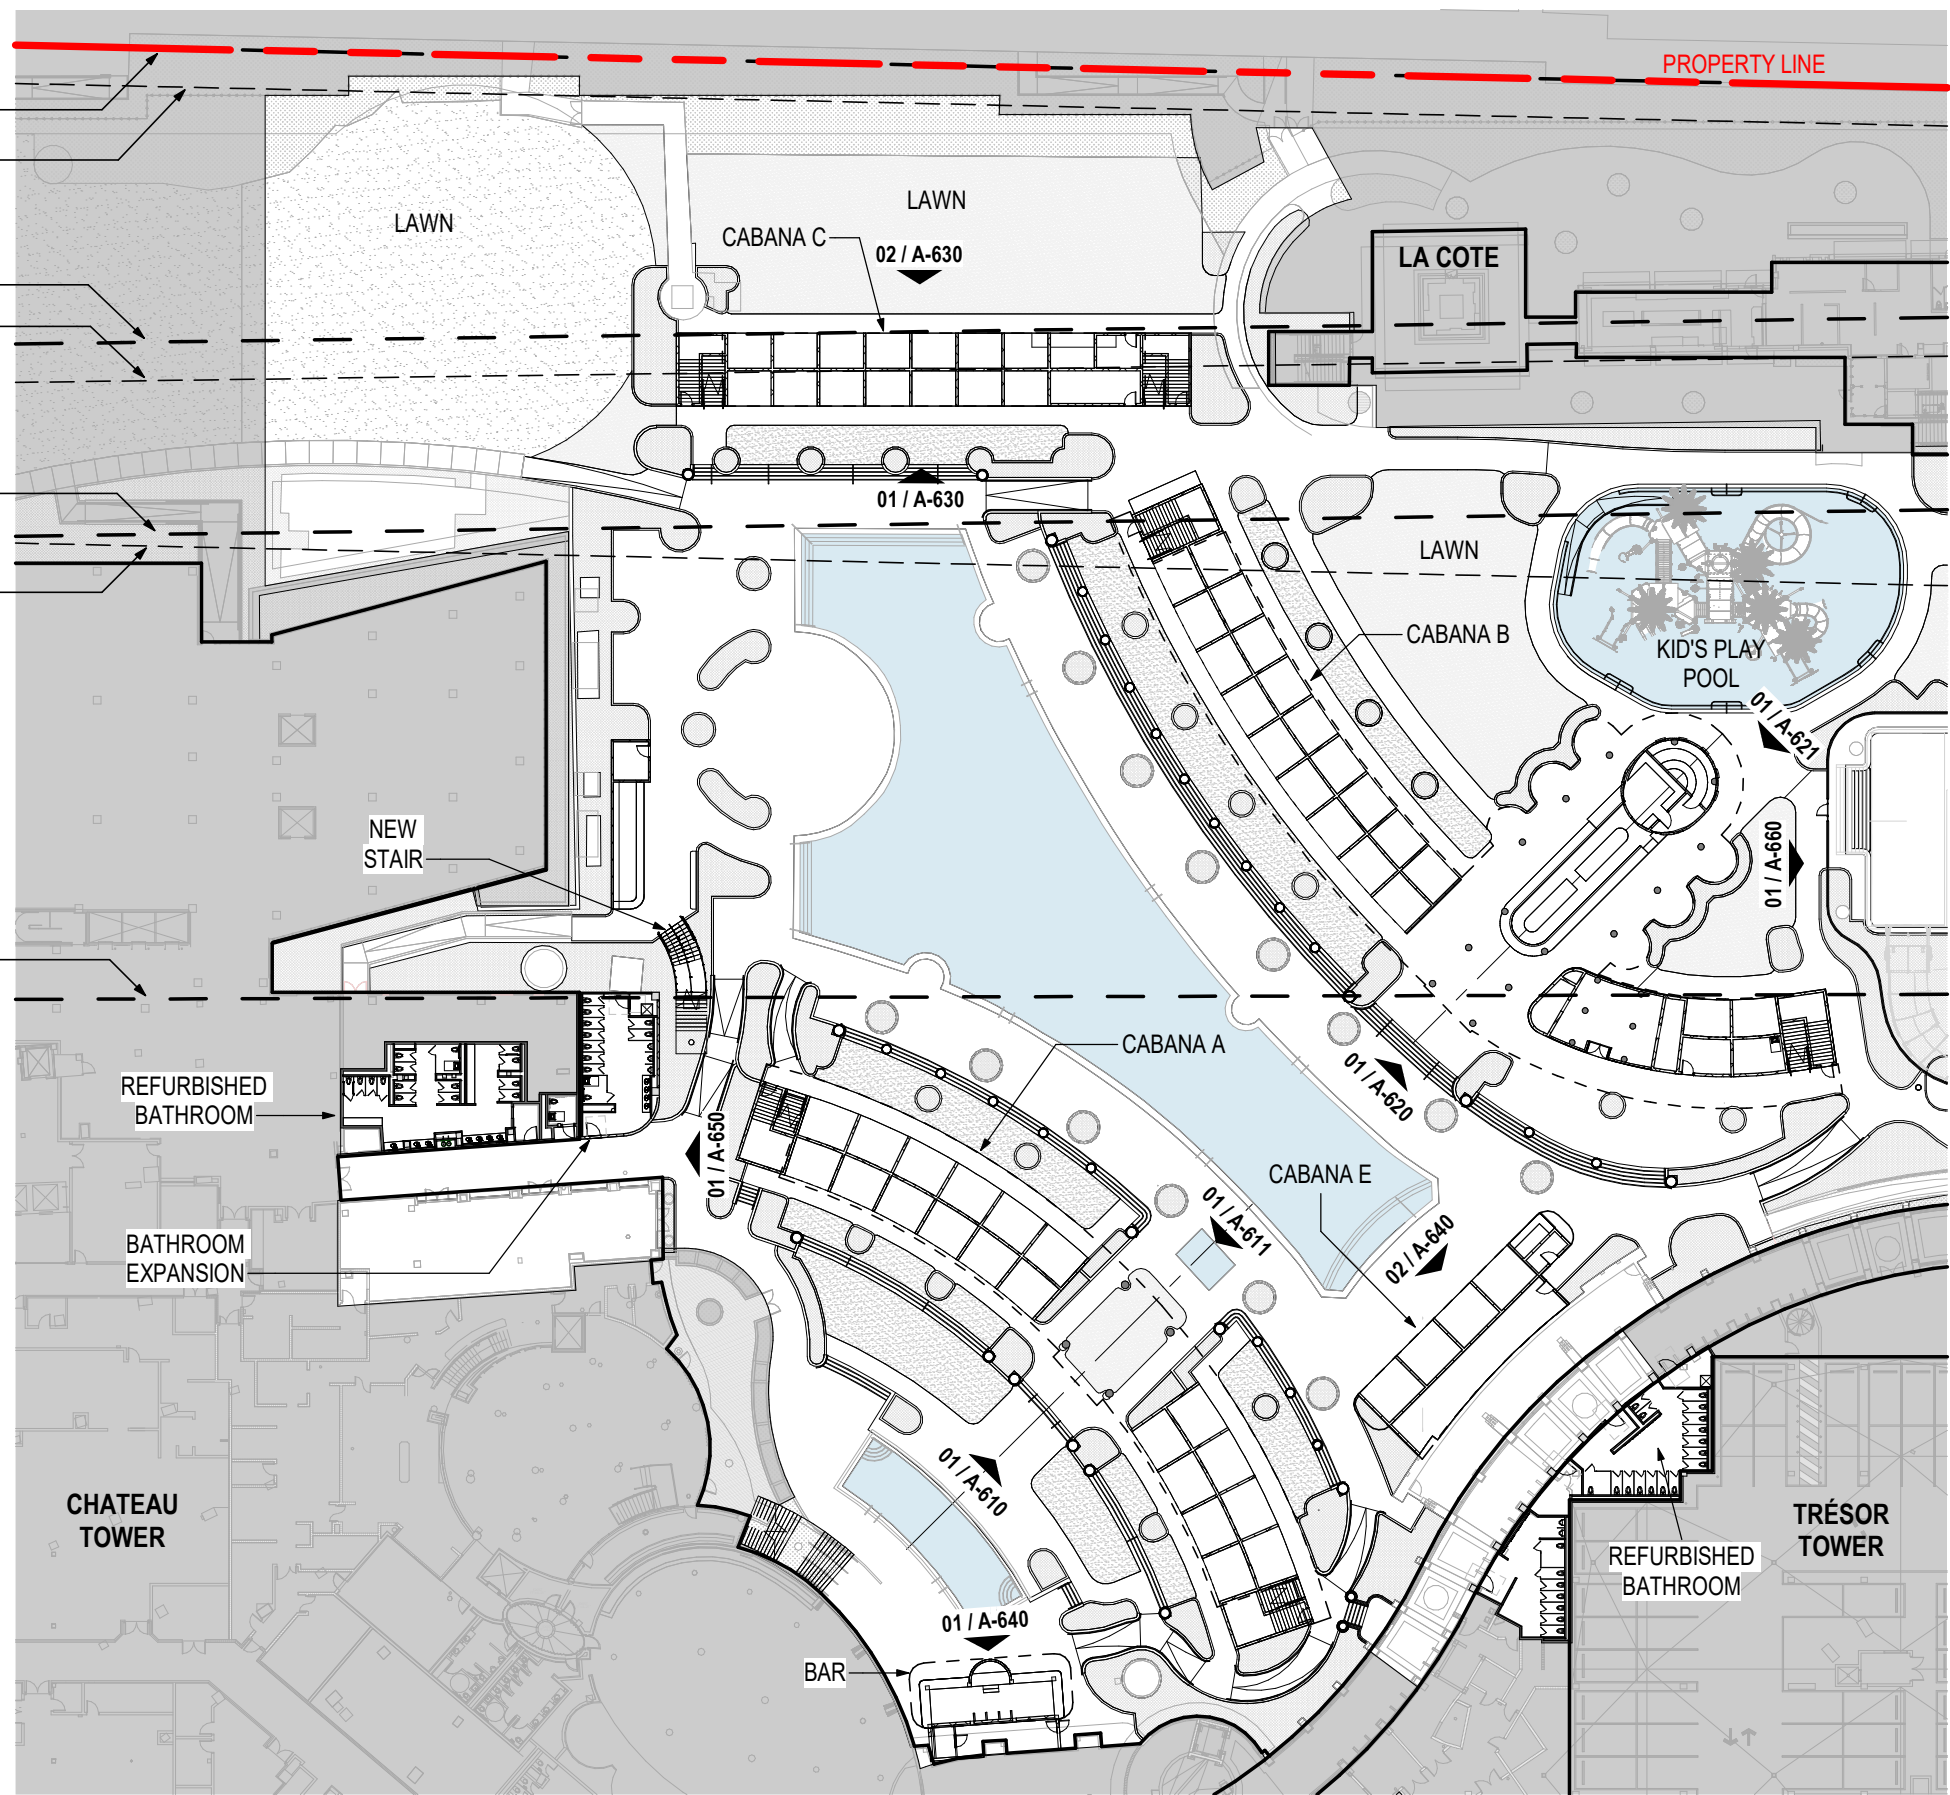 PROPERTY LINE
LAWN
LAWN
CABANA C
02 / A-630
LA COTE
01 / A-630
LAWN
CABANA B
KID'S PLAY
POOL
01 / A-621
NEW
STAIR
01 / A-660
CABANA A
01 / A-620
REFURBISHED
BATHROOM
01 / A-650
CABANA E
01 / A-611
02 / A-640
BATHROOM
EXPANSION
01 / A-610
CHATEAU
TOWER
TRÉSOR
TOWER
REFURBISHED
BATHROOM
01 / A-640
BAR